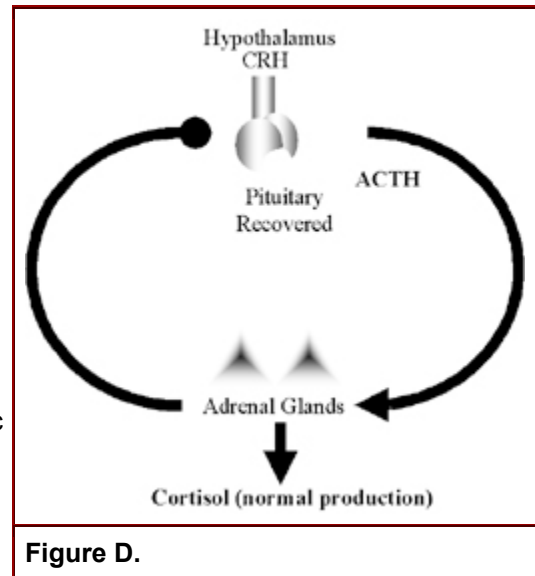 Hypothalamus
CRH
ACTH
Pituitary
Recovered
c
Adrenal Glands
Cortisol (normal production)
Figure D.